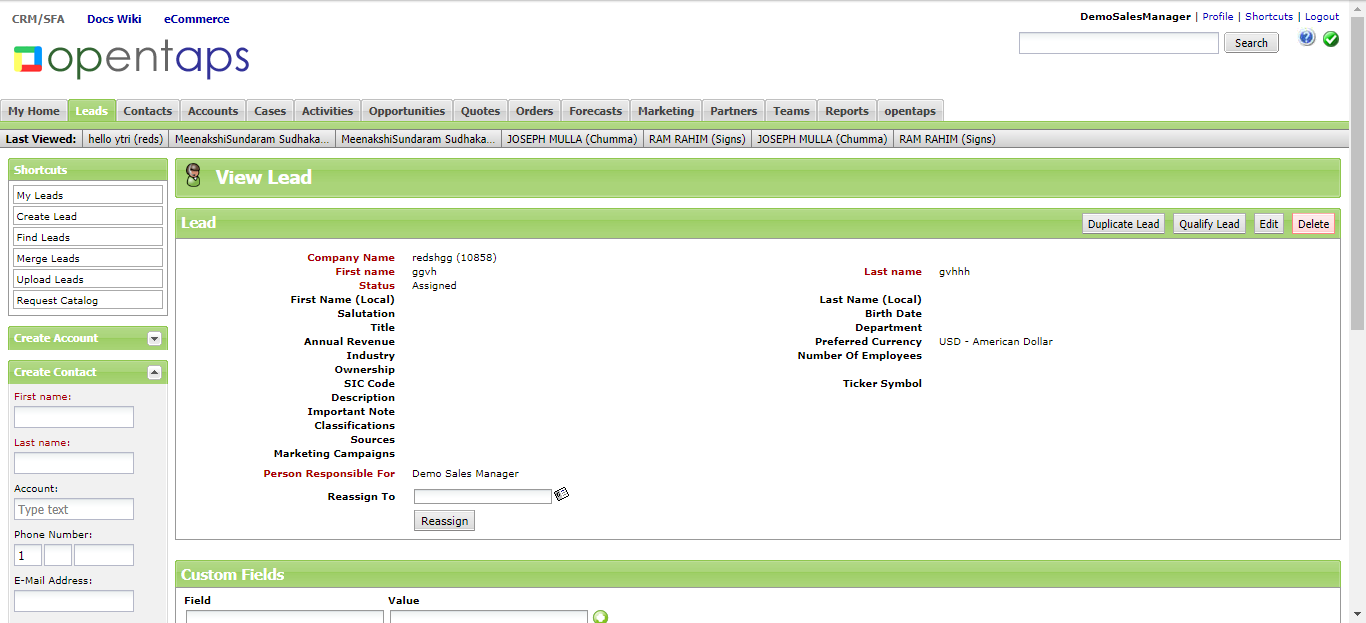 CRM/SFA Docs Wiki eCommerce
DemoSalesManager | Profile | Shortcuts | Logout
opentaps
Search
My Home Leads Contacts Accounts Cases Activities Opportunities Quotes Orders Forecasts Marketing Partners Teams Reports opentaps
Last Viewed: hello ytri (reds) MeenakshiSundaram Sudhaka... MeenakshiSundaram Sudhaka... JOSEPH MULLA (Chumma) RAM RAHIM (Signs) JOSEPH MULLA (Chumma) RAM RAHIM (Signs)
Shortcuts
My Leads
Create Lead
Find Leads
Merge Leads
Upload Leads
Request Catalog
Create Account
Create Contact
First name:
Last name:
Account:
Type text
Phone Number:
1
E-Mail Address:
View Lead
Lead
Duplicate Lead Qualify Lead Edit Delete
Company Name redshgg (10858)
First name ggvh Last name gvhhh
Status Assigned
First Name (Local) Last Name (Local)
Salutation Birth Date
Title Department
Annual Revenue Preferred Currency USD - American Dollar
Industry Number Of Employees
Ownership
SIC Code Ticker Symbol
Description
Important Note
Classifications
Sources
Marketing Campaigns
Person Responsible For Demo Sales Manager
Reassign To
Reassign
Custom Fields
Field Value